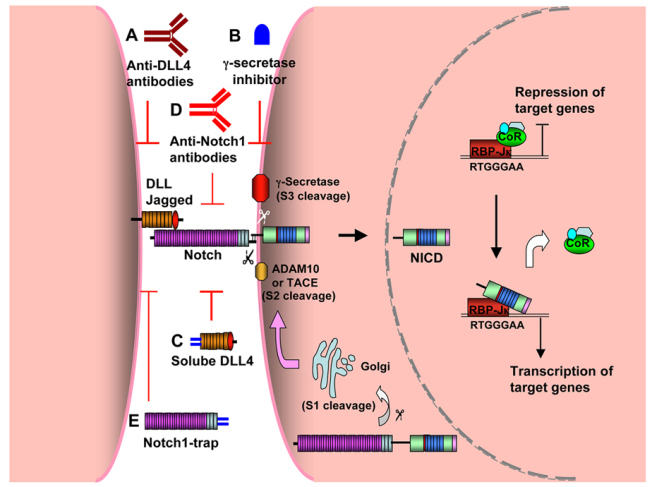 A
Anti-DLL4
antibodies
B
γ-secretase
inhibitor
D
Anti-Notch1
antibodies
DLL
Jagged
Notch
γ-Secretase
(S3 cleavage)
ADAM10
or TACE
(S2 cleavage)
C
Solube DLL4
E
Notch1-trap
Golgi
(S1 cleavage)
NICD
Repression of
target genes
CoR
RBP-Jκ
RTGGGAA
CoR
RBP-Jκ
RTGGGAA
Transcription of
target genes